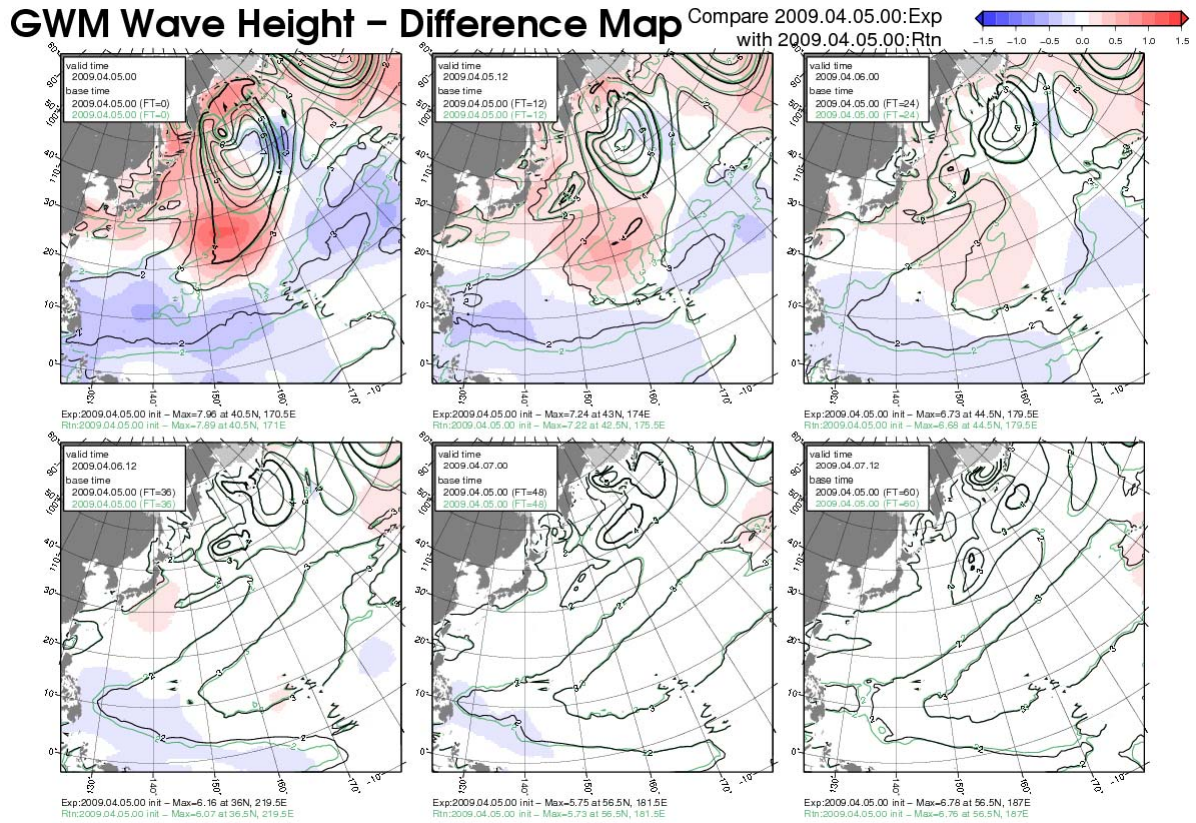 GWM Wave Height – Difference Map
Compare 2009.04.05.00:Exp
with 2009.04.05.00:Rtn
−1.5 −1.0 −0.5 0.0 0.5 1.0 1.5
valid time
2009.04.05.00
base time
2009.04.05.00 (FT=0)
2009.04.05.00 (FT=0)
Exp:2009.04.05.00 init – Max=7.96 at 40.5N, 170.5E
Rtn:2009.04.05.00 init – Max=7.89 at 40.5N, 171E
valid time
2009.04.05.12
base time
2009.04.05.00 (FT=12)
2009.04.05.00 (FT=12)
Exp:2009.04.05.00 init – Max=7.24 at 43N, 174E
Rtn:2009.04.05.00 init – Max=7.22 at 42.5N, 175.5E
valid time
2009.04.06.00
base time
2009.04.05.00 (FT=24)
2009.04.05.00 (FT=24)
Exp:2009.04.05.00 init – Max=6.73 at 44.5N, 179.5E
Rtn:2009.04.05.00 init – Max=6.68 at 44.5N, 179.5E
valid time
2009.04.06.12
base time
2009.04.05.00 (FT=36)
2009.04.05.00 (FT=36)
Exp:2009.04.05.00 init – Max=6.16 at 36N, 219.5E
Rtn:2009.04.05.00 init – Max=6.07 at 36.5N, 219.5E
valid time
2009.04.07.00
base time
2009.04.05.00 (FT=48)
2009.04.05.00 (FT=48)
Exp:2009.04.05.00 init – Max=5.75 at 56.5N, 181.5E
Rtn:2009.04.05.00 init – Max=5.73 at 56.5N, 181.5E
valid time
2009.04.07.12
base time
2009.04.05.00 (FT=60)
2009.04.05.00 (FT=60)
Exp:2009.04.05.00 init – Max=6.78 at 56.5N, 187E
Rtn:2009.04.05.00 init – Max=6.76 at 56.5N, 187E